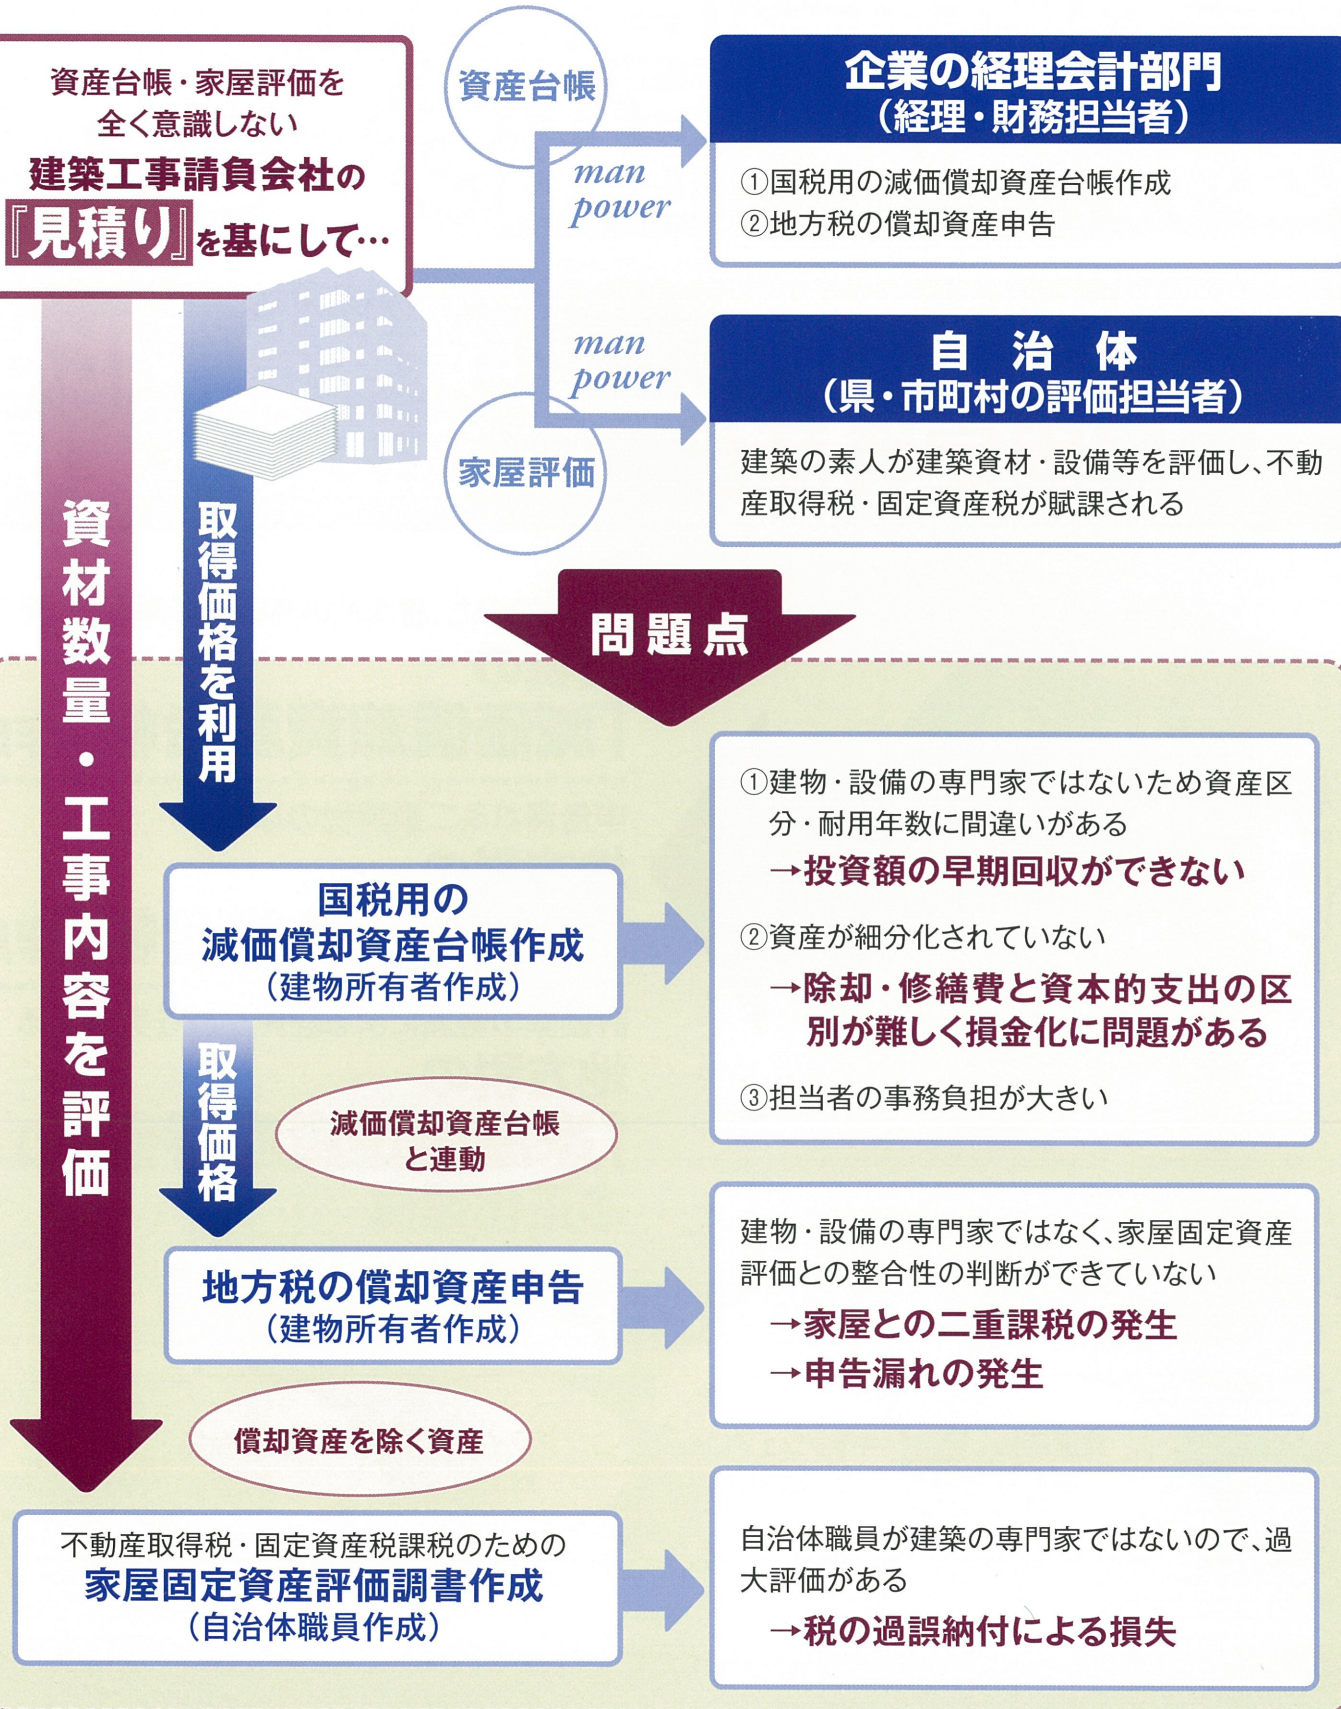 資産台帳・家屋評価を
全く意識しない
建築工事請負会社の
『見積り』を基にして…
資産台帳
man
power
企業の経理会計部門
（経理・財務担当者）
①国税用の減価償却資産台帳作成
②地方税の償却資産申告
man
power
家屋評価
自治体
（県・市町村の評価担当者）
建築の素人が建築資材・設備等を評価し、不動
産取得税・固定資産税が賦課される
資材数量・工事内容を評価
取得価格を利用
問題点
国税用の
減価償却資産台帳作成
（建物所有者作成）
①建物・設備の専門家ではないため資産区
分・耐用年数に間違いがある
→投資額の早期回収ができない
②資産が細分化されていない
→除却・修繕費と資本的支出の区
別が難しく損金化に問題がある
③担当者の事務負担が大きい
取得価格
減価償却資産台帳
と連動
地方税の償却資産申告
（建物所有者作成）
建物・設備の専門家ではなく、家屋固定資産
評価との整合性の判断ができていない
→家屋との二重課税の発生
→申告漏れの発生
償却資産を除く資産
不動産取得税・固定資産税課税のための
家屋固定資産評価調書作成
（自治体職員作成）
自治体職員が建築の専門家ではないので、過
大評価がある
→税の過誤納付による損失